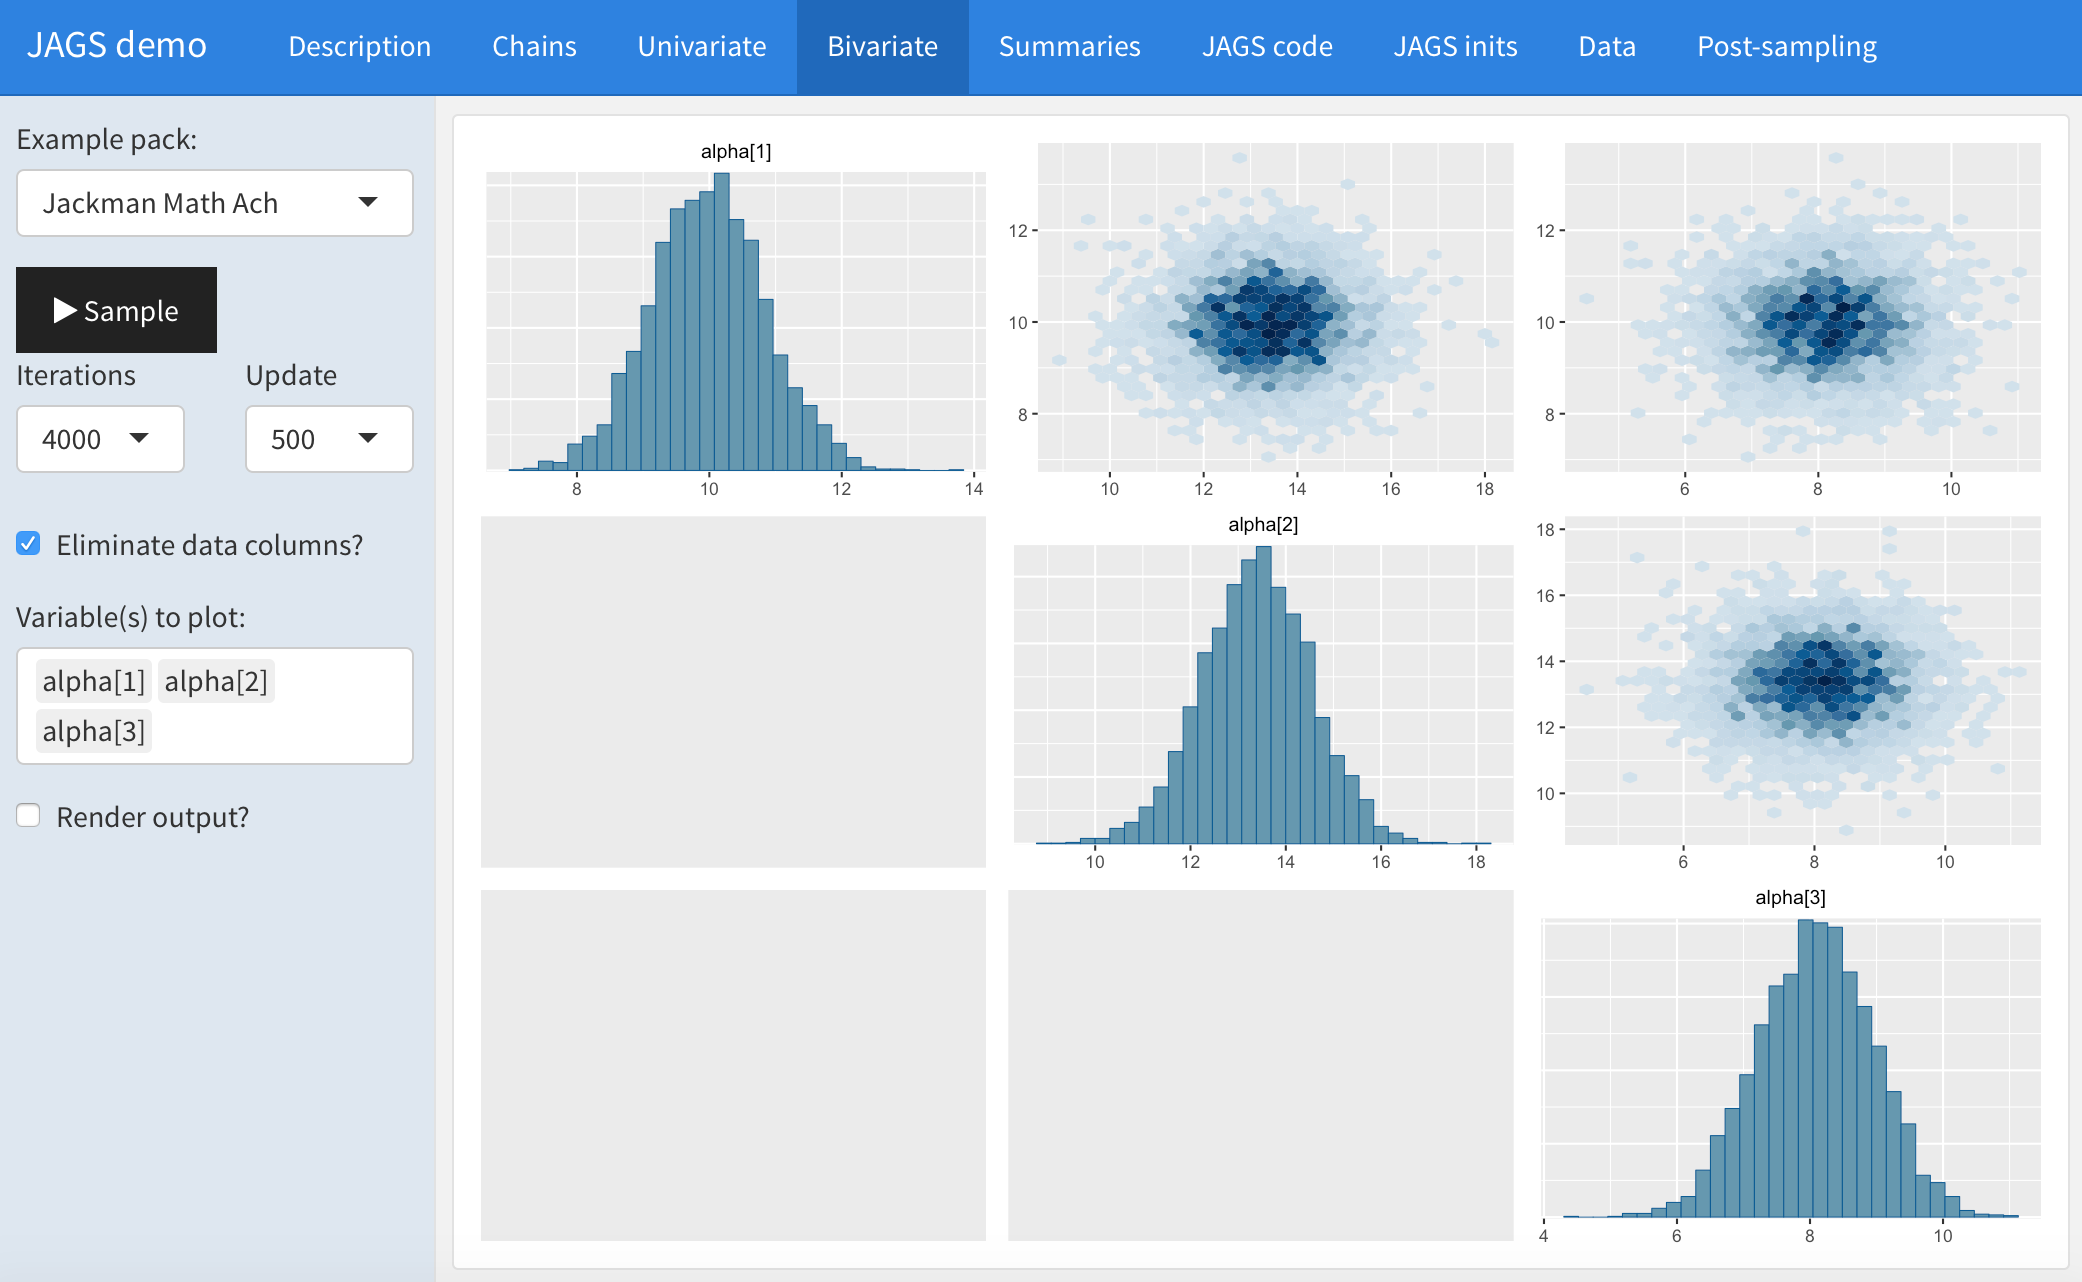 JAGS demo Description Chains Univariate Bivariate Summaries JAGS code JAGS inits Data Post-sampling
Example pack:
Jackman Math Ach
Sample
Iterations Update
4000 500
Eliminate data columns?
Variable(s) to plot:
alpha[1] alpha[2]
alpha[3]
Render output?
alpha[1]
8 10 12 14
12
10
8
10 12 14 16 18
12
10
8
6 8 10
alpha[2]
10 12 14 16 18
18
16
14
12
10
6 8 10
alpha[3]
4 6 8 10